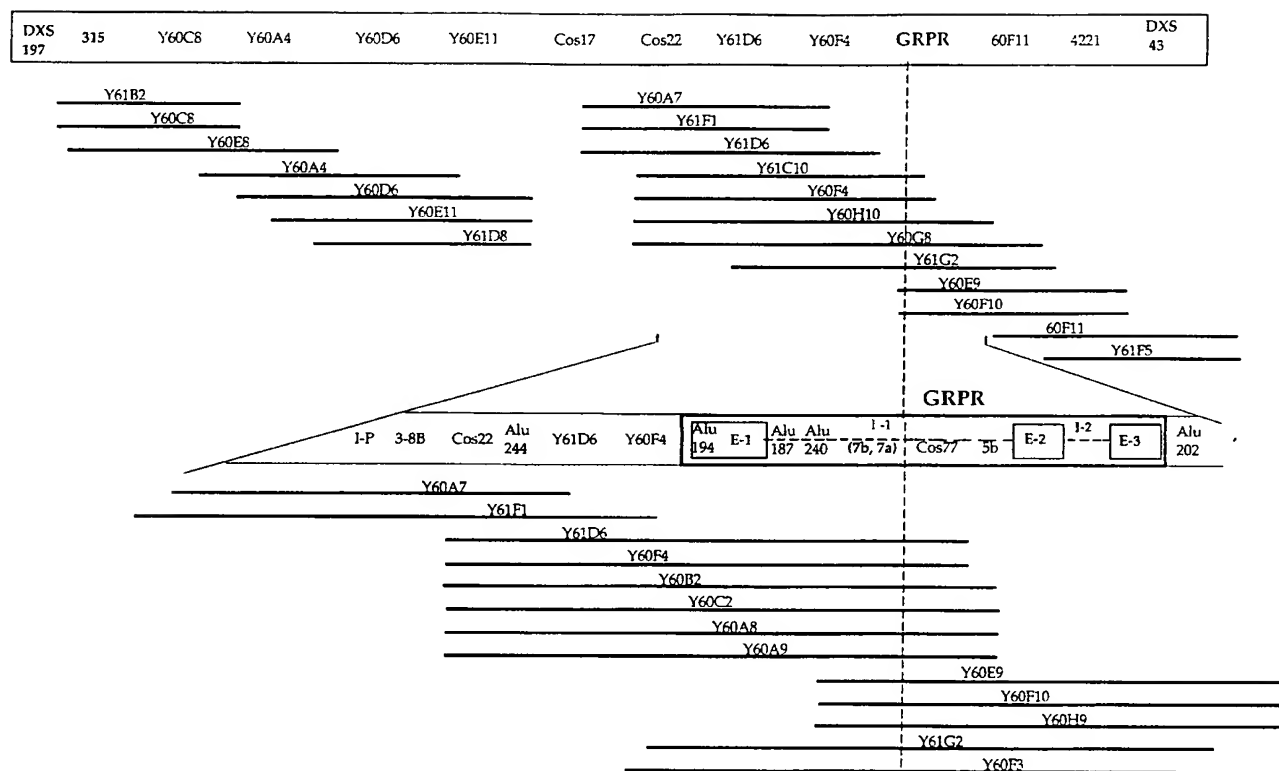 DXS 197 315 Y60C8 Y60A4 Y60D6 Y60E11 Cos17 Cos22 Y61D6 Y60F4 GRPR 60F11 4221 DXS 43
Y61B2
Y60C8
Y60E8
Y60A4
Y60D6
Y60E11
Y61D8
Y60A7
Y61F1
Y61D6
Y61C10
Y60F4
Y60H10
Y60G8
Y61G2
Y60E9
Y60F10
60F11
Y61F5
GRPR
I-P 3-8B Cos22 Alu 244 Y61D6 Y60F4 Alu 194 E-1 Alu 187 Alu 240 I-1 (7b, 7a) Cos77 5b E-2 I-2 E-3 Alu 202
Y60A7
Y61F1
Y61D6
Y60F4
Y60B2
Y60C2
Y60A8
Y60A9
Y60E9
Y60F10
Y60H9
Y61G2
Y60F3